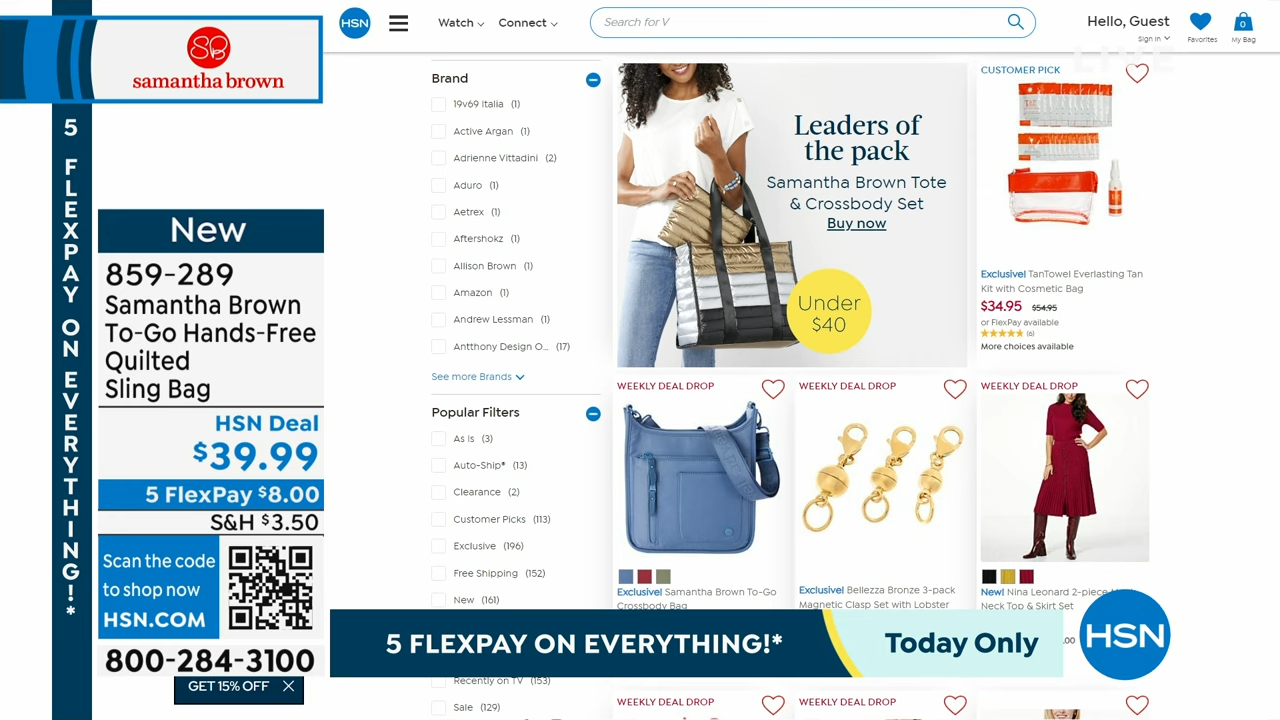 SB
samantha brown
5 FLEXPAY ON EVERYTHING!*
New
859-289
Samantha Brown
To-Go Hands-Free
Quilted
Sling Bag
HSN Deal
$39.99
5 FlexPay $8.00
S&H $3.50
Scan the code
to shop now
HSN.COM
800-284-3100
GET 15% OFF
HSN
Watch
Connect
Search for V
Hello, Guest
Sign in
Favorites
0
My Bag
LIVE
Brand
19v69 Italia (1)
Active Argan (1)
Adrienne Vittadini (2)
Aduro (1)
Aetrex (1)
Aftershokz (1)
Allison Brown (1)
Amazon (1)
Andrew Lessman (1)
Antthony Design O... (17)
See more Brands
Popular Filters
As Is (3)
Auto-Ship® (13)
Clearance (2)
Customer Picks (113)
Exclusive (196)
Free Shipping (152)
New (161)
Recently on TV (153)
Sale (129)
Leaders of
the pack
Samantha Brown Tote
& Crossbody Set
Buy now
Under
$40
CUSTOMER PICK
Exclusive! TanTowel Everlasting Tan
Kit with Cosmetic Bag
$34.95 $54.95
or FlexPay available
(6)
More choices available
WEEKLY DEAL DROP
Exclusive! Samantha Brown To-Go
Crossbody Bag
WEEKLY DEAL DROP
Exclusive! Bellezza Bronze 3-pack
Magnetic Clasp Set with Lobster
WEEKLY DEAL DROP
New! Nina Leonard 2-piece
Neck Top & Skirt Set
.00
5 FLEXPAY ON EVERYTHING!*
Today Only
HSN
WEEKLY DEAL DROP
WEEKLY DEAL DROP
WEEKLY DEAL DROP